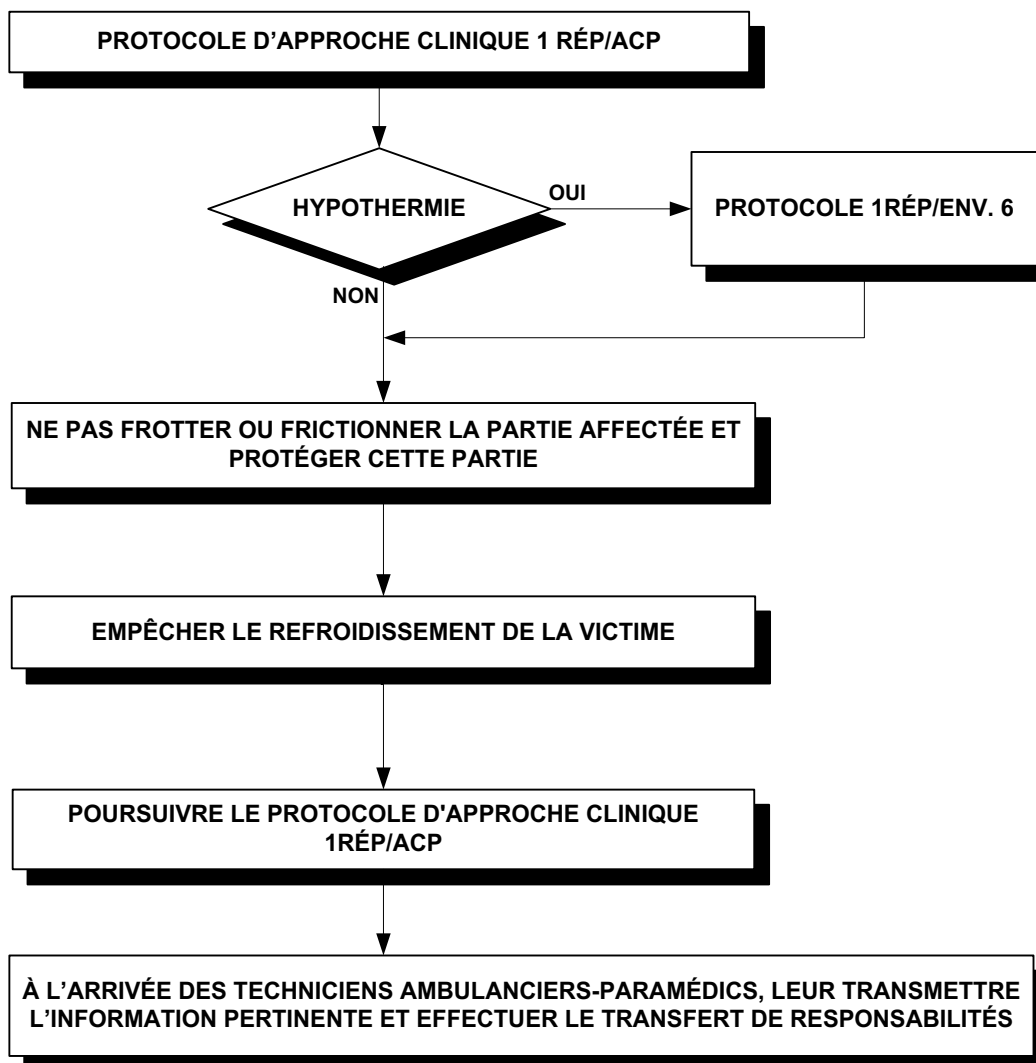 PROTOCOLE D’APPROCHE CLINIQUE 1 RÉP/ACP
HYPOTHERMIE
OUI
PROTOCOLE 1RÉP/ENV. 6
NON
NE PAS FROTTER OU FRICTIONNER LA PARTIE AFFECTÉE ET
PROTÉGER CETTE PARTIE
EMPÊCHER LE REFROIDISSEMENT DE LA VICTIME
POURSUIVRE LE PROTOCOLE D'APPROCHE CLINIQUE
1RÉP/ACP
À L’ARRIVÉE DES TECHNICIENS AMBULANCIERS-PARAMÉDICS, LEUR TRANSMETTRE
L’INFORMATION PERTINENTE ET EFFECTUER LE TRANSFERT DE RESPONSABILITÉS